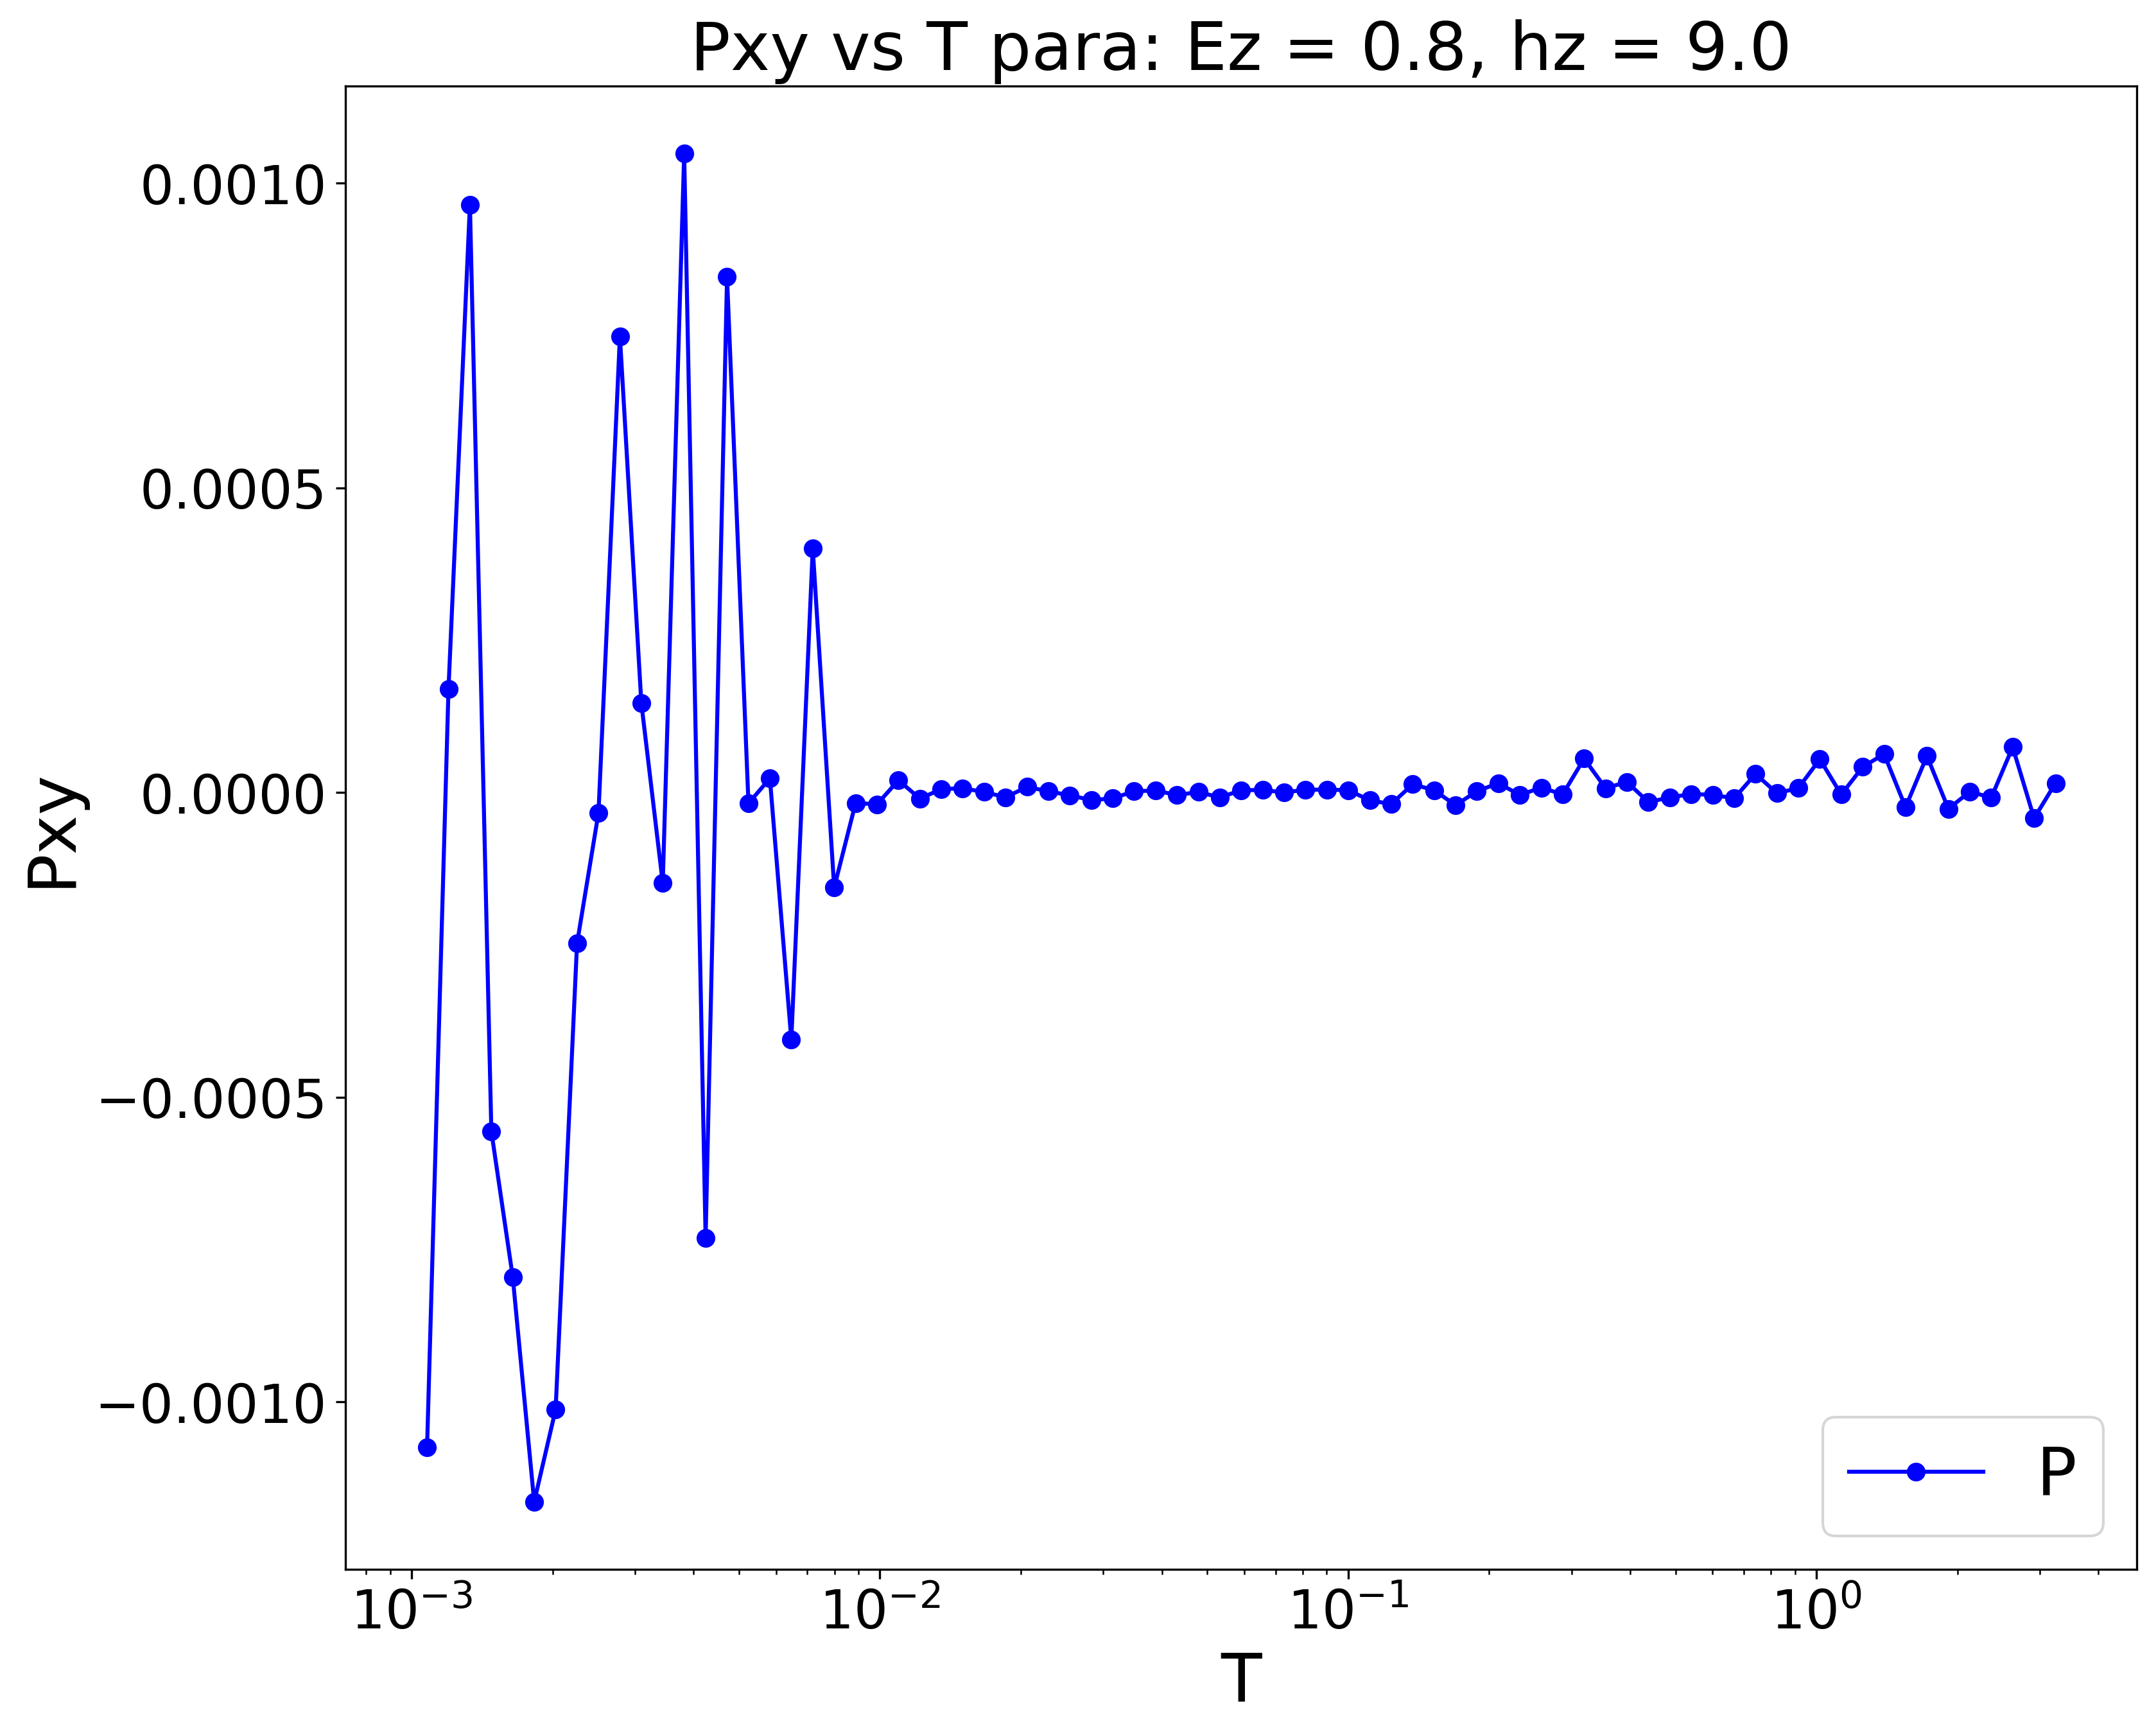 Pxy vs T para: Ez = 0.8, hz = 9.0
Pxy
0.0010
0.0005
0.0000
−0.0005
−0.0010
10⁻³ 10⁻² 10⁻¹ 10⁰
T
P